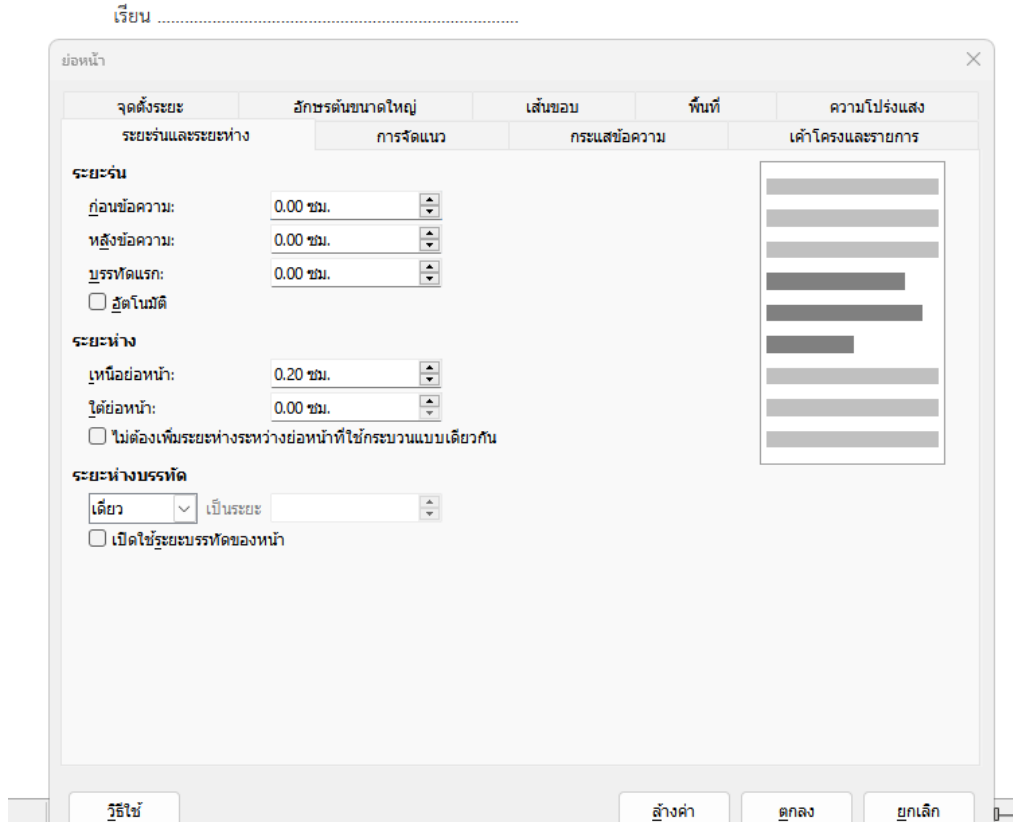 เรียน ................................................................................
ย่อหน้า
จุดตั้งระยะ อักษรต้นขนาดใหญ่ เส้นขอบ พื้นที่ ความโปร่งแสง
ระยะร่นและระยะห่าง การจัดแนว กระแสข้อความ เค้าโครงและรายการ
ระยะร่น
ก่อนข้อความ: 0.00 ซม.
หลังข้อความ: 0.00 ซม.
บรรทัดแรก: 0.00 ซม.
อัตโนมัติ
ระยะห่าง
เหนือย่อหน้า: 0.20 ซม.
ใต้ย่อหน้า: 0.00 ซม.
ไม่ต้องเพิ่มระยะห่างระหว่างย่อหน้าที่ใช้กระบวนแบบเดียวกัน
ระยะห่างบรรทัด
เดี่ยว เป็นระยะ
เปิดใช้ระยะบรรทัดของหน้า
วิธีใช้ ล้างค่า ตกลง ยกเลิก